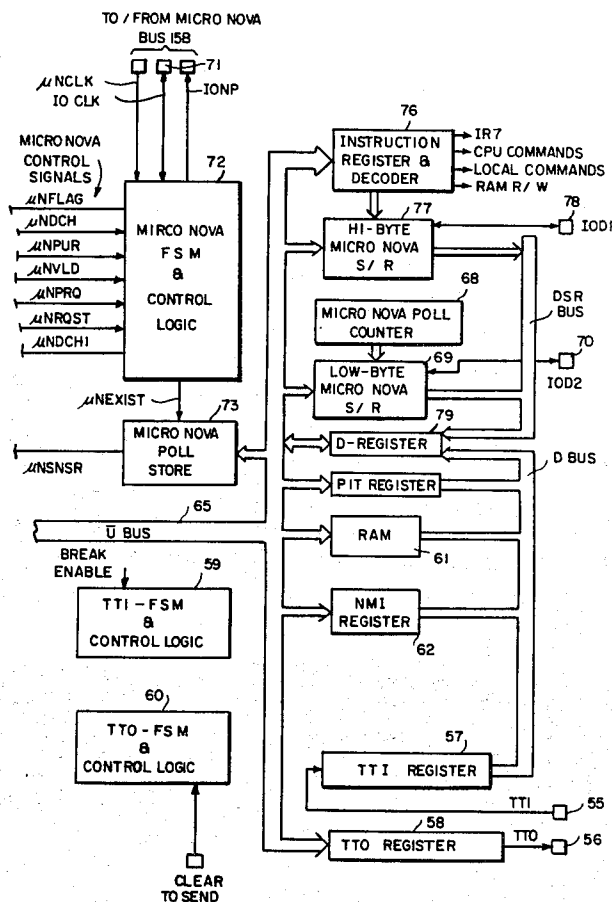 TO / FROM MICRO NOVA
BUS 158
71
μNCLK
IO CLK
IONP
MICRO NOVA
CONTROL
SIGNALS
72
μNFLAG
μNDCH
μNPUR
μNVLD
μNPRQ
μNRQST
μNDCH1
MIRCO NOVA
FSM
&
CONTROL
LOGIC
μNEXIST
73
MICRO NOVA
POLL
STORE
μNSNSR
65
U BUS
BREAK
ENABLE
59
TTI-FSM
&
CONTROL LOGIC
60
TTO-FSM
& CONTROL LOGIC
CLEAR
TO SEND
76
INSTRUCTION
REGISTER &
DECODER
IR7
CPU COMMANDS
LOCAL COMMANDS
RAM R/W
77
HI-BYTE
MICRO NOVA
S/R
78
IOD1
68
MICRO NOVA POLL
COUNTER
DSR
BUS
69
LOW-BYTE
MICRO NOVA
S/R
70
IOD2
79
D-REGISTER
D BUS
PIT REGISTER
RAM
61
NMI
REGISTER
62
57
TTI REGISTER
TTI
55
58
TTO REGISTER
TTO
56